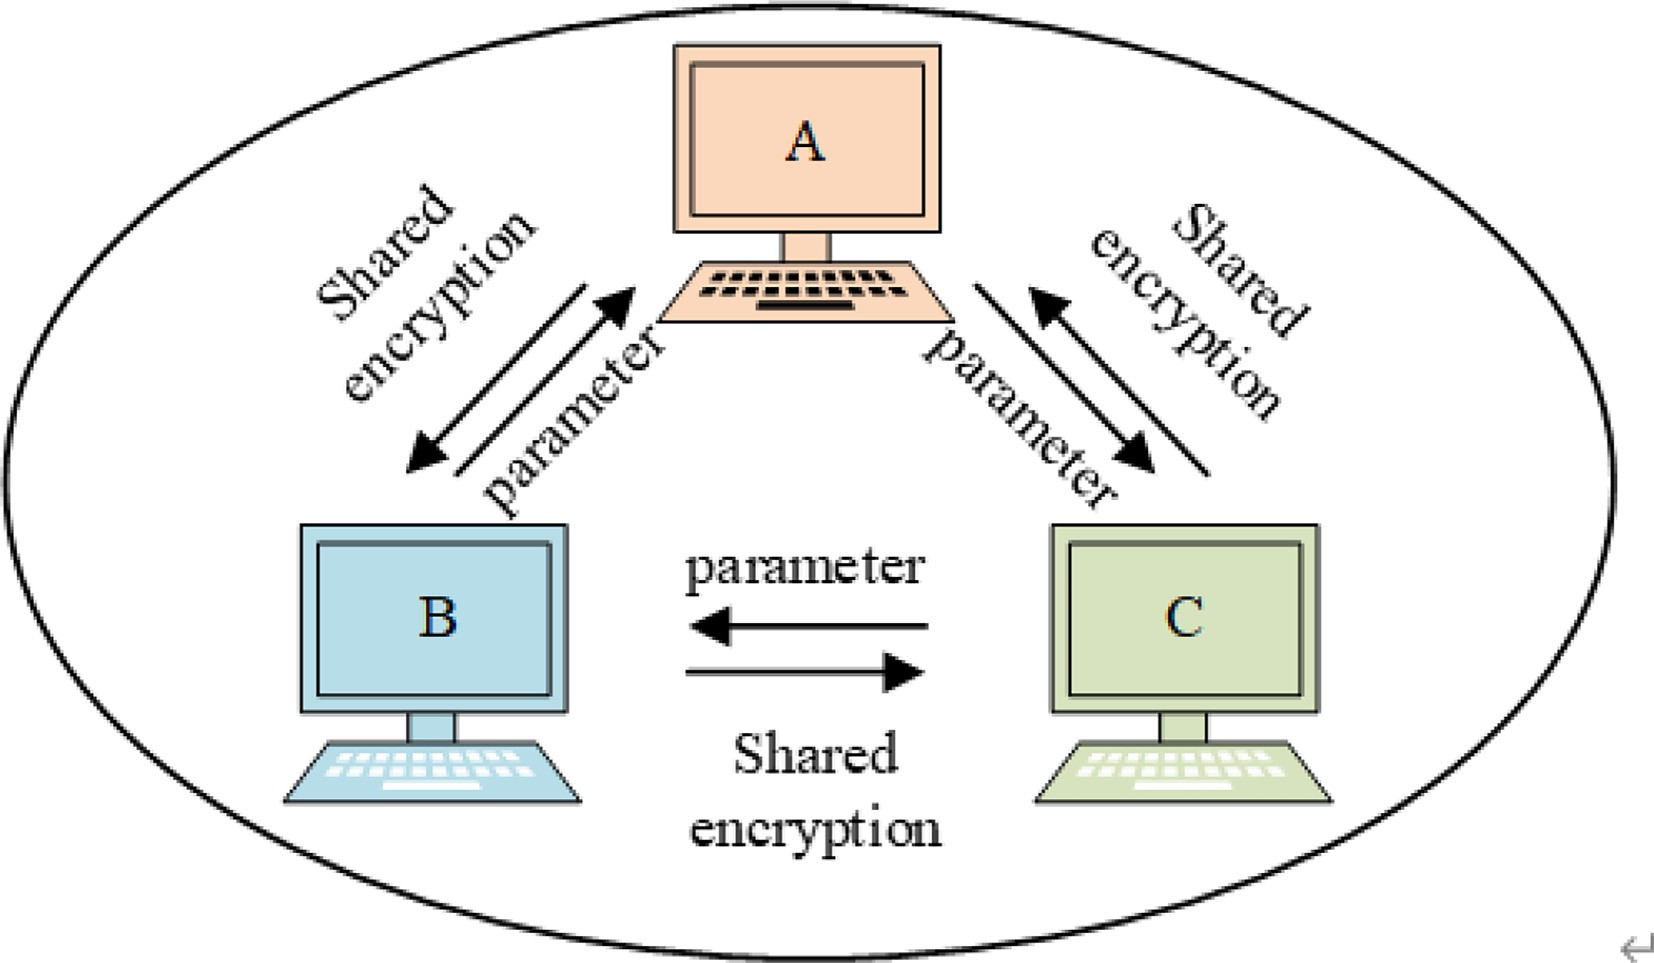 A
Shared
encryption
parameter
Shared
encryption
parameter
B
parameter
C
Shared
encryption